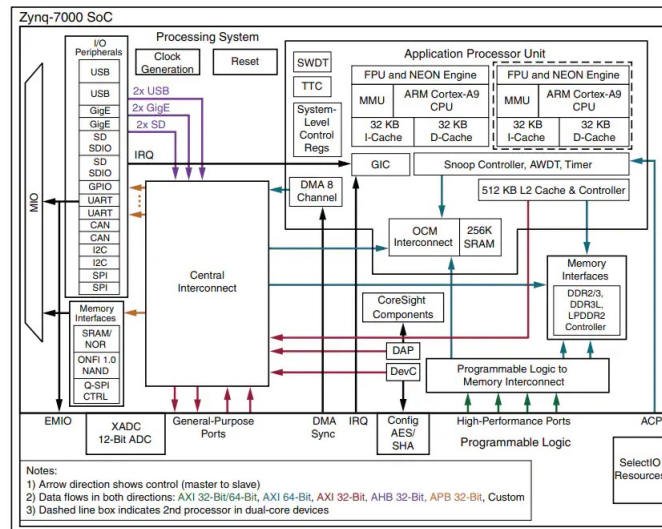 Zynq-7000 SoC
I/O
Peripherals
USB
USB
GigE
GigE
SD
SDIO
SD
SDIO
GPIO
UART
UART
CAN
CAN
I2C
I2C
SPI
SPI
MIO
Processing System
Clock
Generation
Reset
2x USB
2x GigE
2x SD
IRQ
SWDT
TTC
System-
Level
Control
Regs
Application Processor Unit
FPU and NEON Engine
MMU
ARM Cortex-A9
CPU
32 KB
I-Cache
32 KB
D-Cache
FPU and NEON Engine
MMU
ARM Cortex-A9
CPU
32 KB
I-Cache
32 KB
D-Cache
GIC
Snoop Controller, AWDT, Timer
DMA 8
Channel
512 KB L2 Cache & Controller
OCM
Interconnect
256K
SRAM
Central
Interconnect
Memory
Interfaces
DDR2/3,
DDR3L,
LPDDR2
Controller
CoreSight
Components
DAP
DevC
Programmable Logic to
Memory Interconnect
Memory
Interfaces
SRAM/
NOR
ONFI 1.0
NAND
Q-SPI
CTRL
EMIO
XADC
12-Bit ADC
General-Purpose
Ports
DMA
Sync
IRQ
Config
AES/
SHA
High-Performance Ports
ACP
Programmable Logic
SelectIO
Resources
Notes:
1) Arrow direction shows control (master to slave)
2) Data flows in both directions: AXI 32-Bit/64-Bit, AXI 64-Bit, AXI 32-Bit, AHB 32-Bit, APB 32-Bit, Custom
3) Dashed line box indicates 2nd processor in dual-core devices